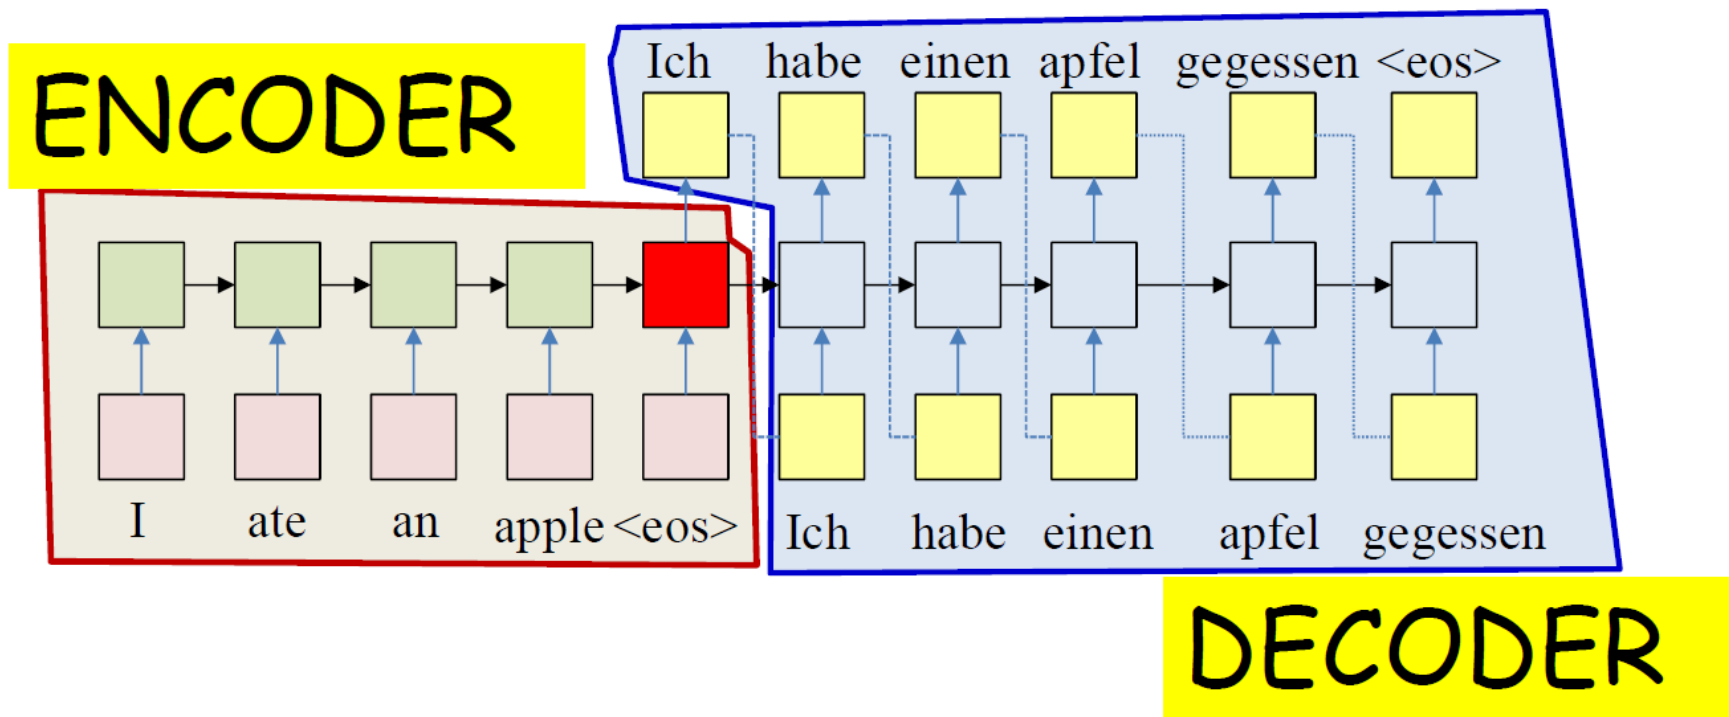 ENCODER
Ich habe einen apfel gegessen <eos>
I ate an apple <eos>
Ich habe einen apfel gegessen
DECODER